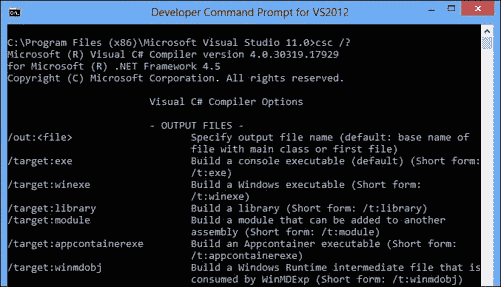 Developer Command Prompt for VS2012
C:\Program Files (x86)\Microsoft Visual Studio 11.0>csc /?
Microsoft (R) Visual C# Compiler version 4.0.30319.17929
for Microsoft (R) .NET Framework 4.5
Copyright (C) Microsoft Corporation. All rights reserved.
Visual C# Compiler Options
- OUTPUT FILES -
/out:<file> Specify output file name (default: base name of
file with main class or first file)
/target:exe Build a console executable (default) (Short form:
/t:exe)
/target:winexe Build a Windows executable (Short form:
/t:winexe)
/target:library Build a library (Short form: /t:library)
/target:module Build a module that can be added to another
assembly (Short form: /t:module)
/target:appcontainerexe Build an Appcontainer executable (Short form:
/t:appcontainerexe)
/target:winmdobj Build a Windows Runtime intermediate file that is
consumed by WinMDExp (Short form: /t:winmdobj)